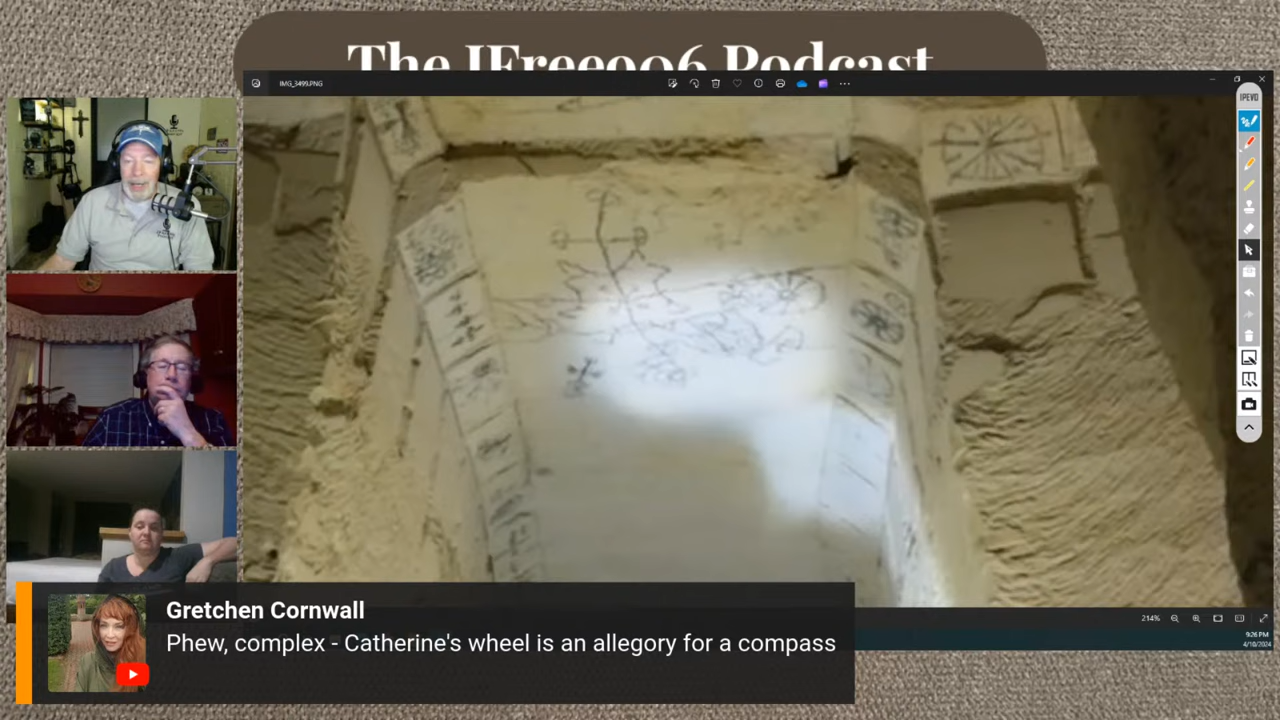 The JFree906 Podcast
IMG_3499.PNG
IPEVO
Gretchen Cornwall
Phew, complex - Catherine's wheel is an allegory for a compass
214%
9:26 PM
4/10/2024